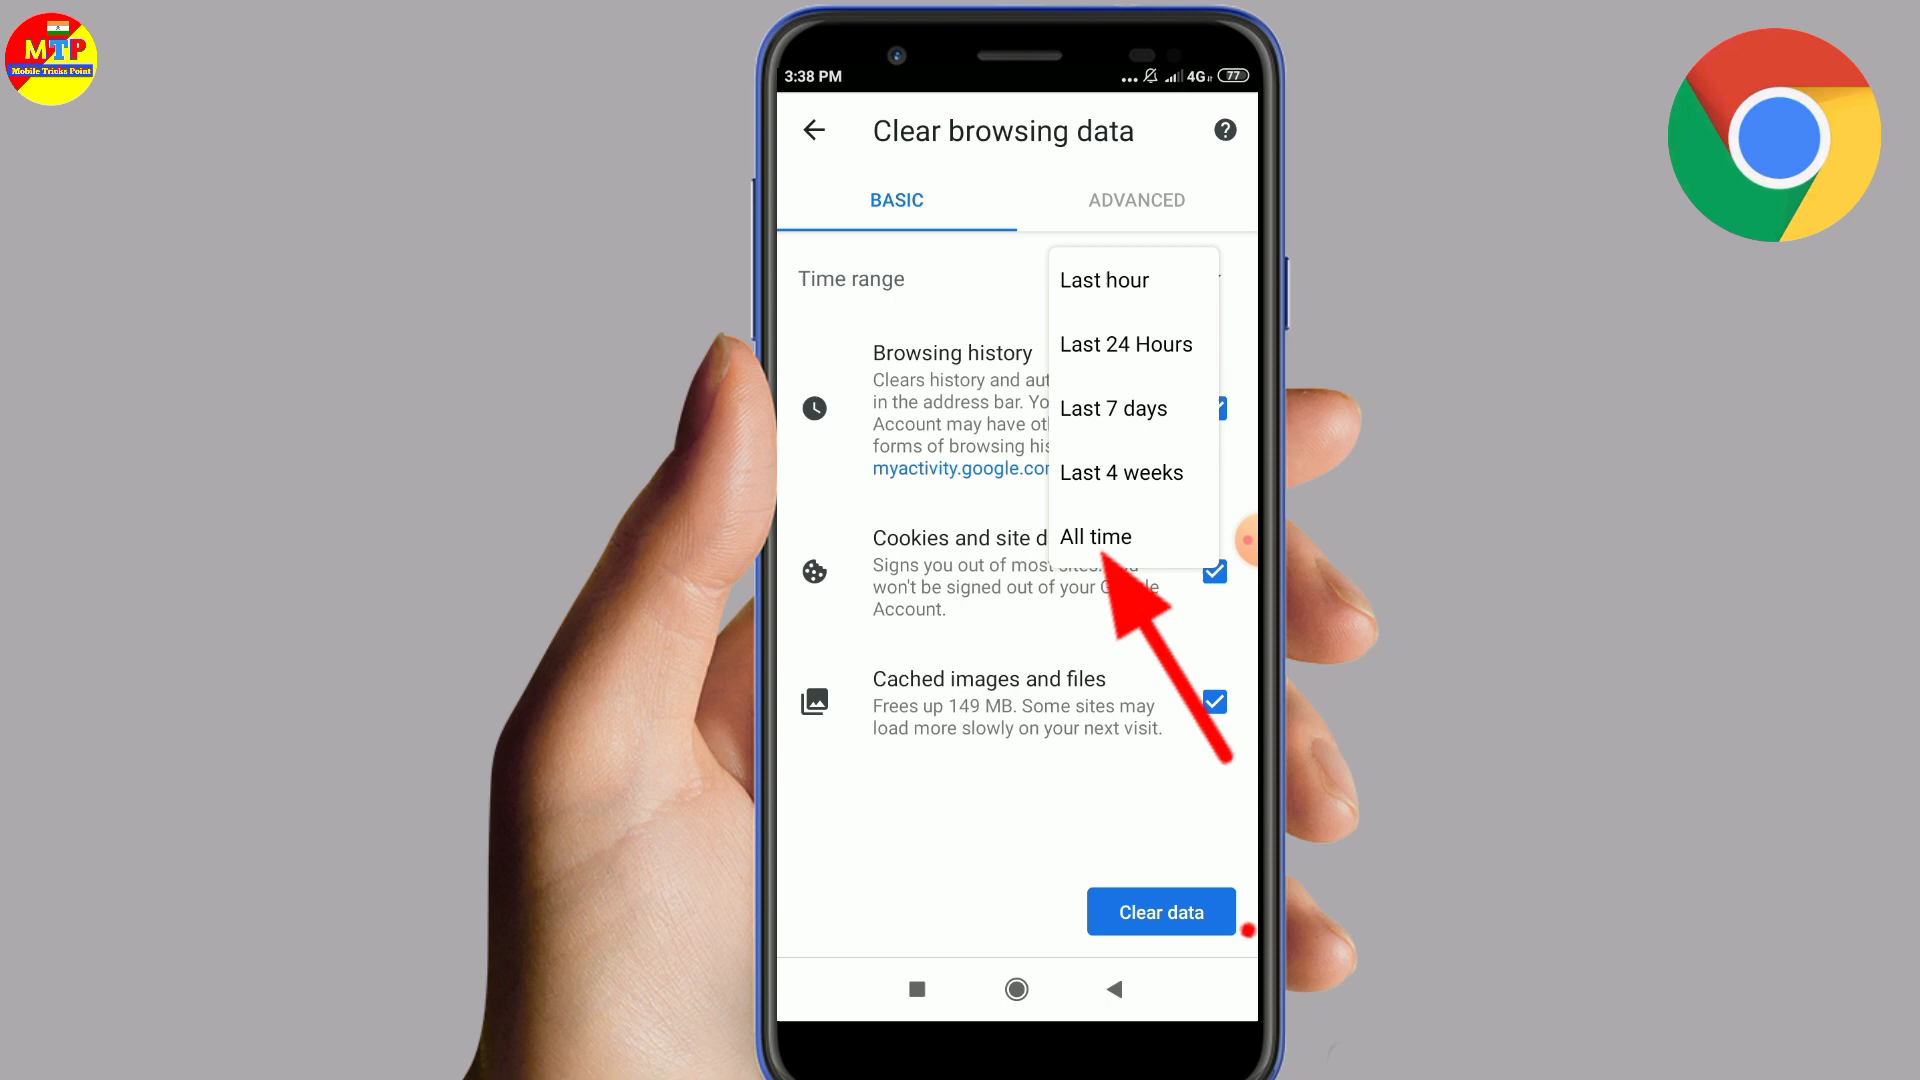 MTP
Mobile Tricks Point
3:38 PM
4G
77
Clear browsing data
BASIC
ADVANCED
Time range
Last hour
Last 24 Hours
Last 7 days
Last 4 weeks
All time
Browsing history
Clears history and aut
in the address bar. Yo
Account may have ot
forms of browsing his
myactivity.google.co
Cookies and site d
Signs you out of most
won't be signed out of your
Account.
Cached images and files
Frees up 149 MB. Some sites may
load more slowly on your next visit.
Clear data